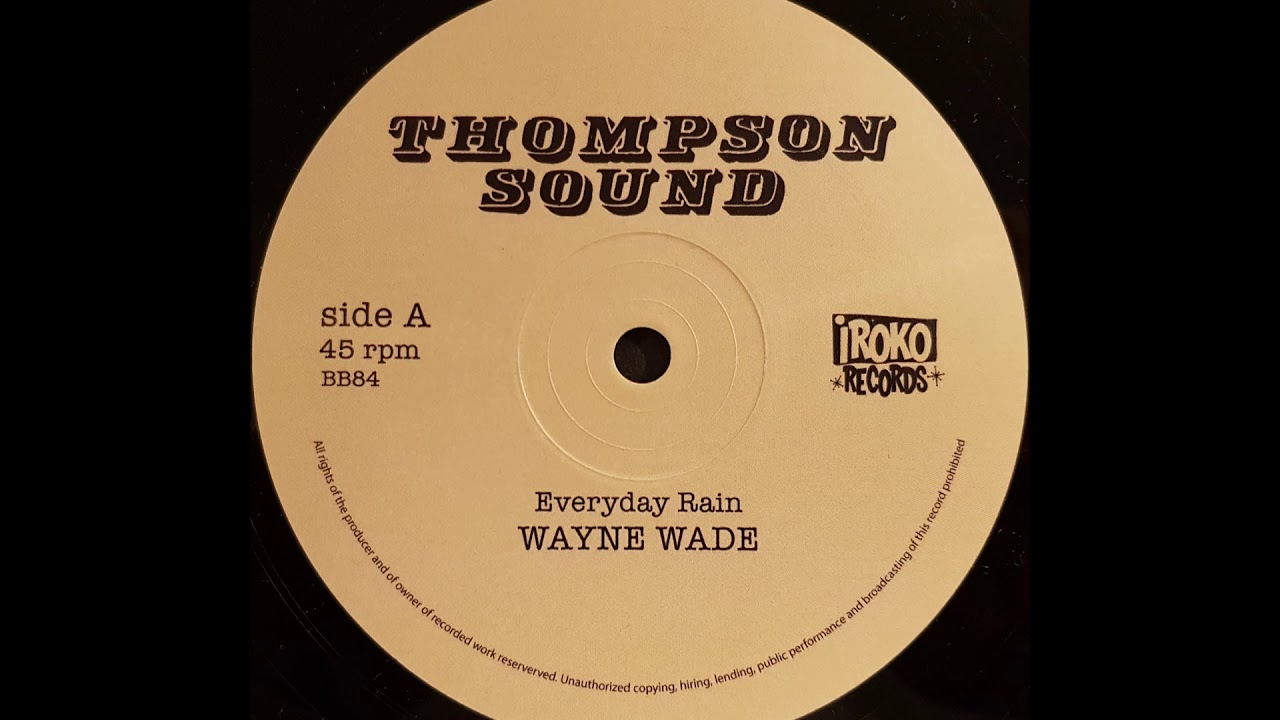 THOMPSON
SOUND
side A
45 rpm
BB84
iROKO
RECORDS
Everyday Rain
WAYNE WADE
All rights of the producer and of owner of recorded work reserverved. Unauthorized copying, hiring, lending, public performance and broadcasting of this record prohibited